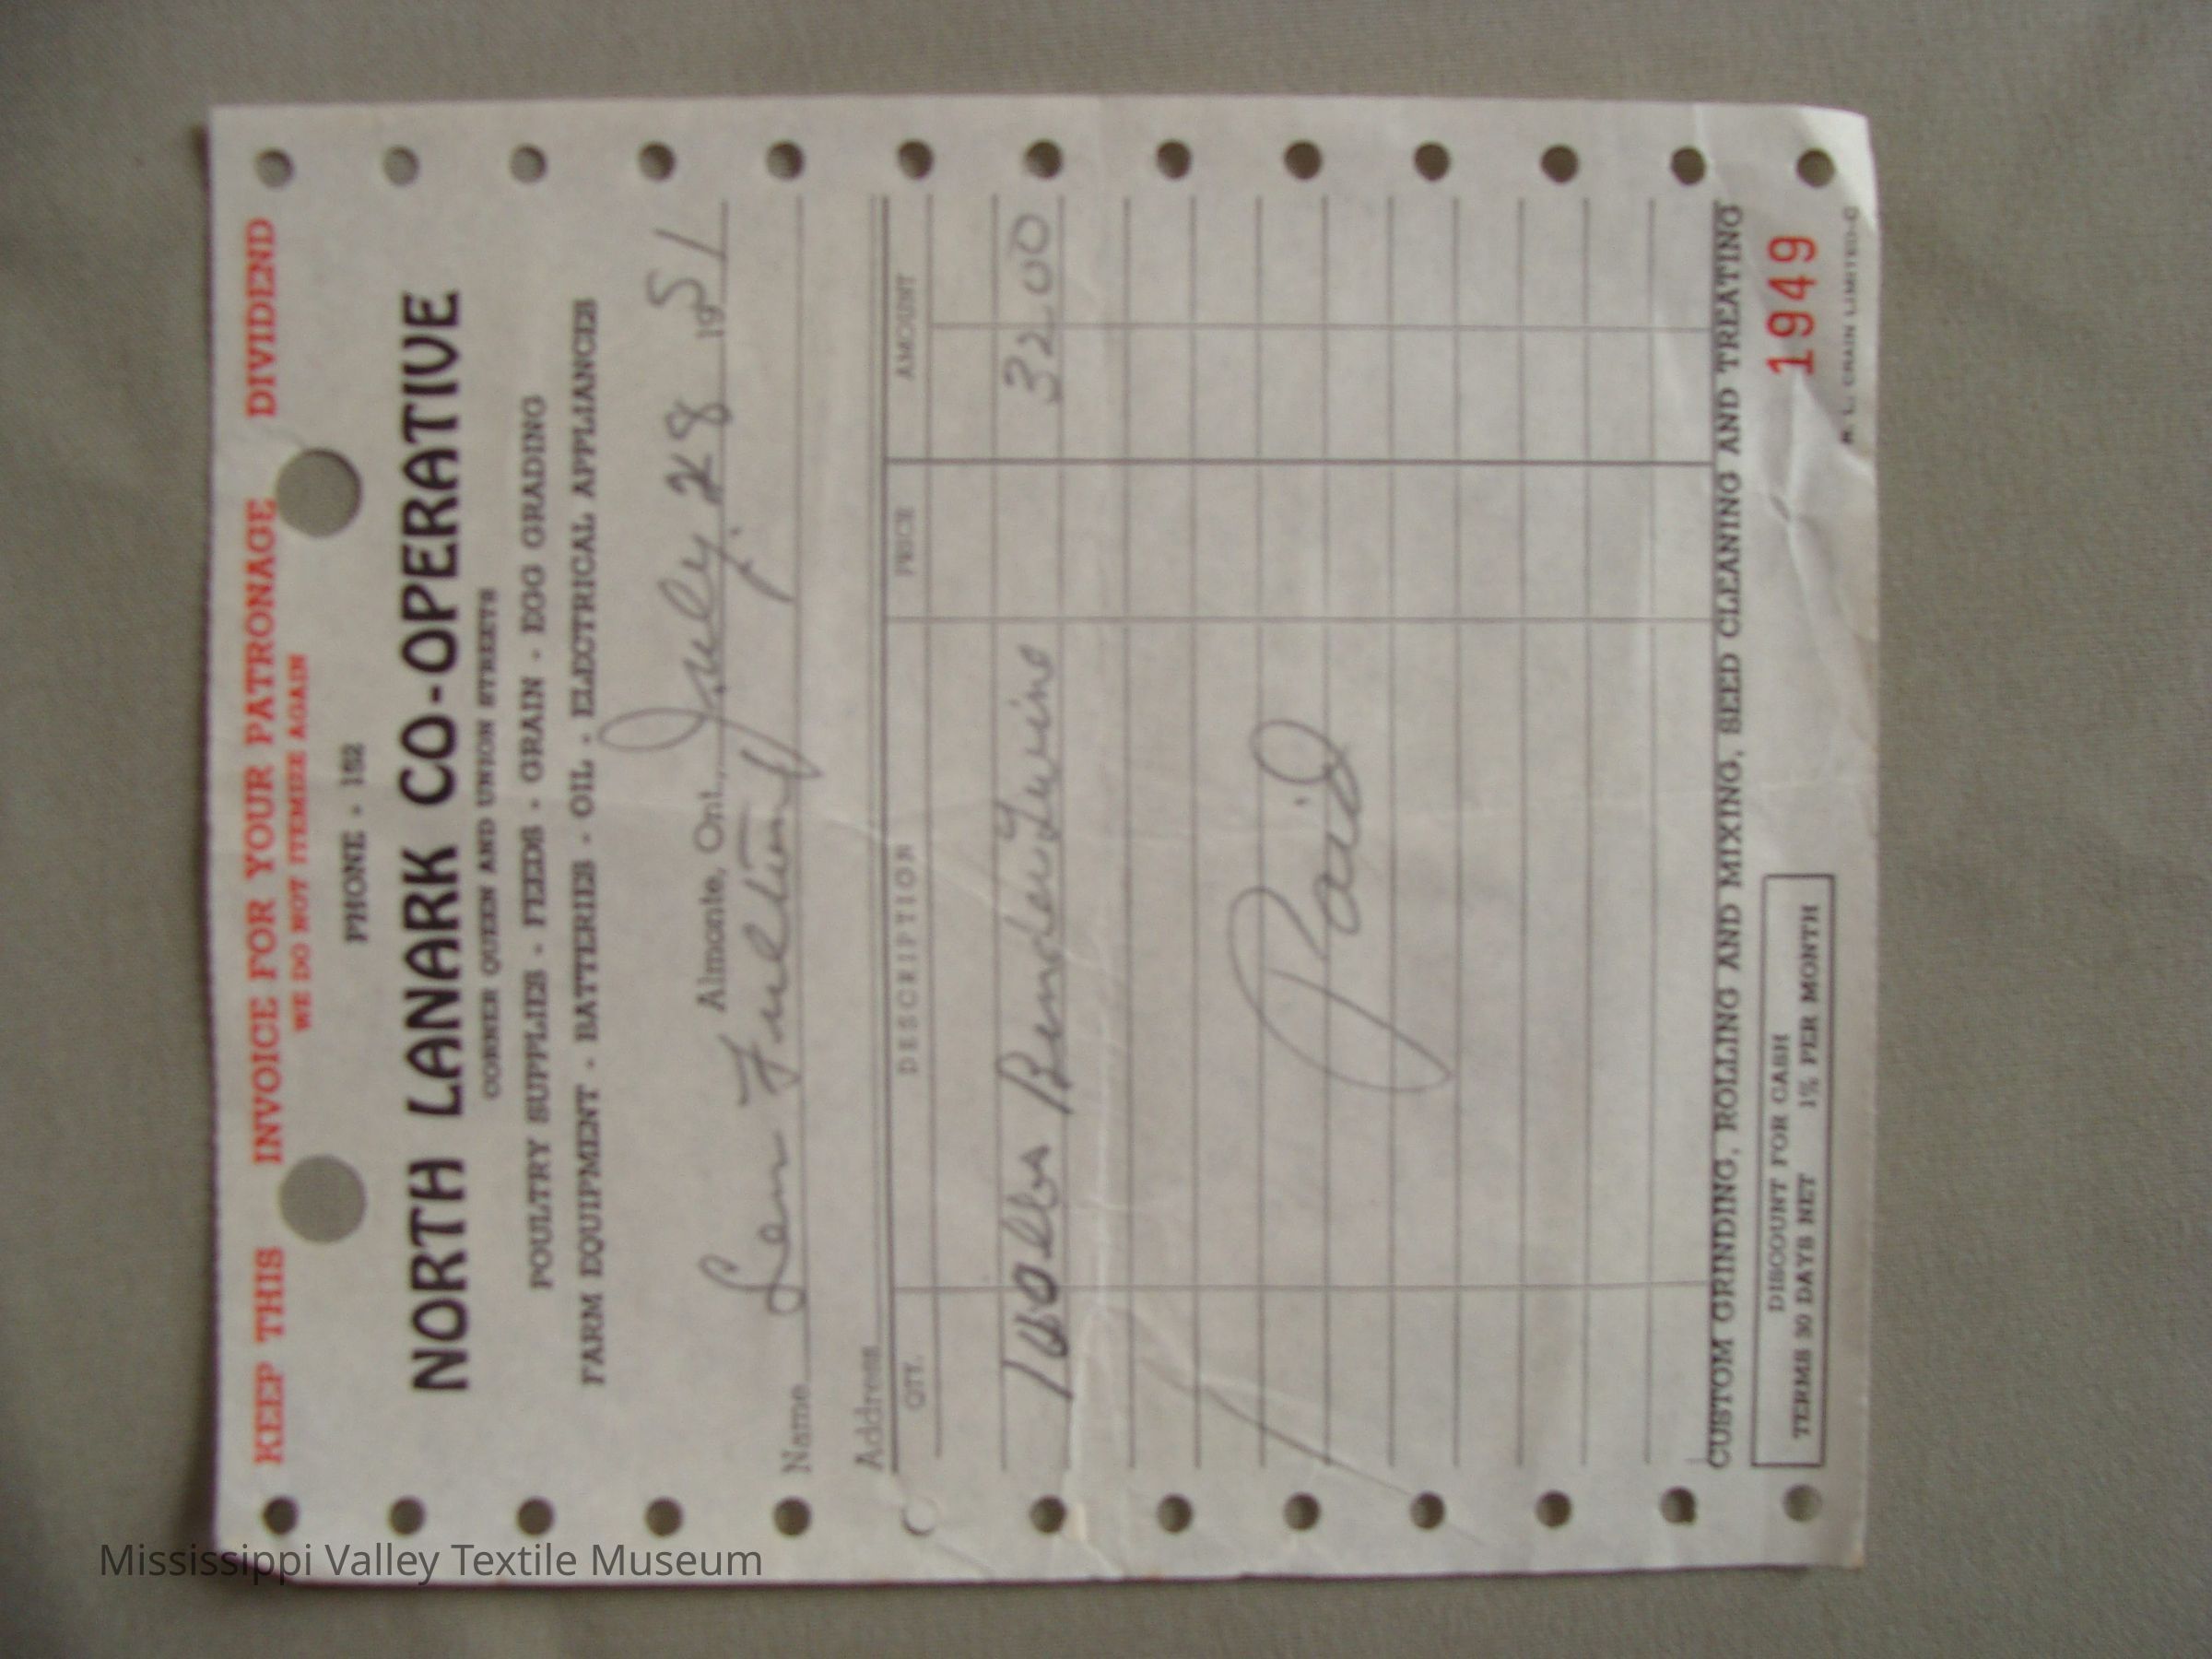 KEEP THIS INVOICE FOR YOUR PATRONAGE DIVIDEND
WE DO NOT ITEMIZE AGAIN
PHONE - 152
NORTH LANARK CO-OPERATIVE
CORNER QUEEN AND UNION STREETS
POULTRY SUPPLIES - FEEDS - GRAIN - EGG GRADING
FARM EQUIPMENT - BATTERIES - OIL - ELECTRICAL APPLIANCES
Almonte, Ont., July 28 1951
Name Len Fulton
Address
QTY. DESCRIPTION PRICE AMOUNT
160 lbs Binder Twine 32.00
Paid
CUSTOM GRINDING, ROLLING AND MIXING, SEED CLEANING AND TREATING
DISCOUNT FOR CASH
TERMS 30 DAYS NET 1% PER MONTH
1949
CRAIN LIMITED
Mississippi Valley Textile Museum